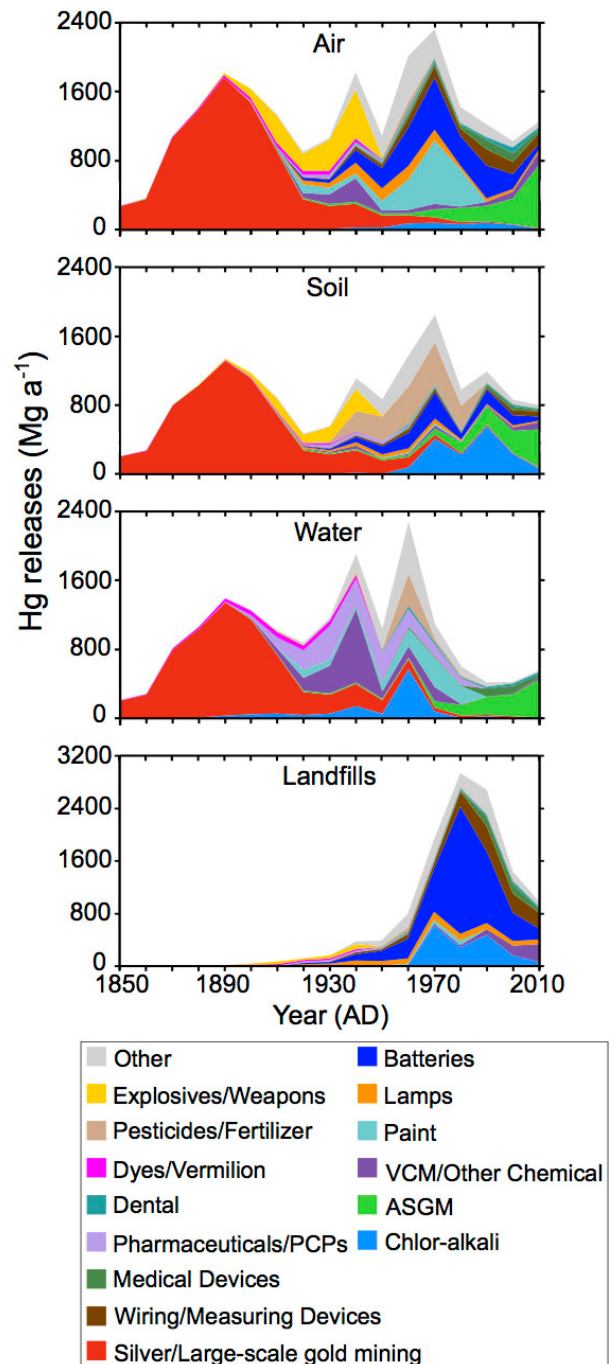 2400
Air
1600
800
0
2400
Soil
1600
800
0
Hg releases (Mg a⁻¹)
2400
Water
1600
800
0
3200
Landfills
2400
1600
800
0
1850 1890 1930 1970 2010
Year (AD)
Other
Explosives/Weapons
Pesticides/Fertilizer
Dyes/Vermilion
Dental
Pharmaceuticals/PCPs
Medical Devices
Wiring/Measuring Devices
Silver/Large-scale gold mining
Batteries
Lamps
Paint
VCM/Other Chemical
ASGM
Chlor-alkali